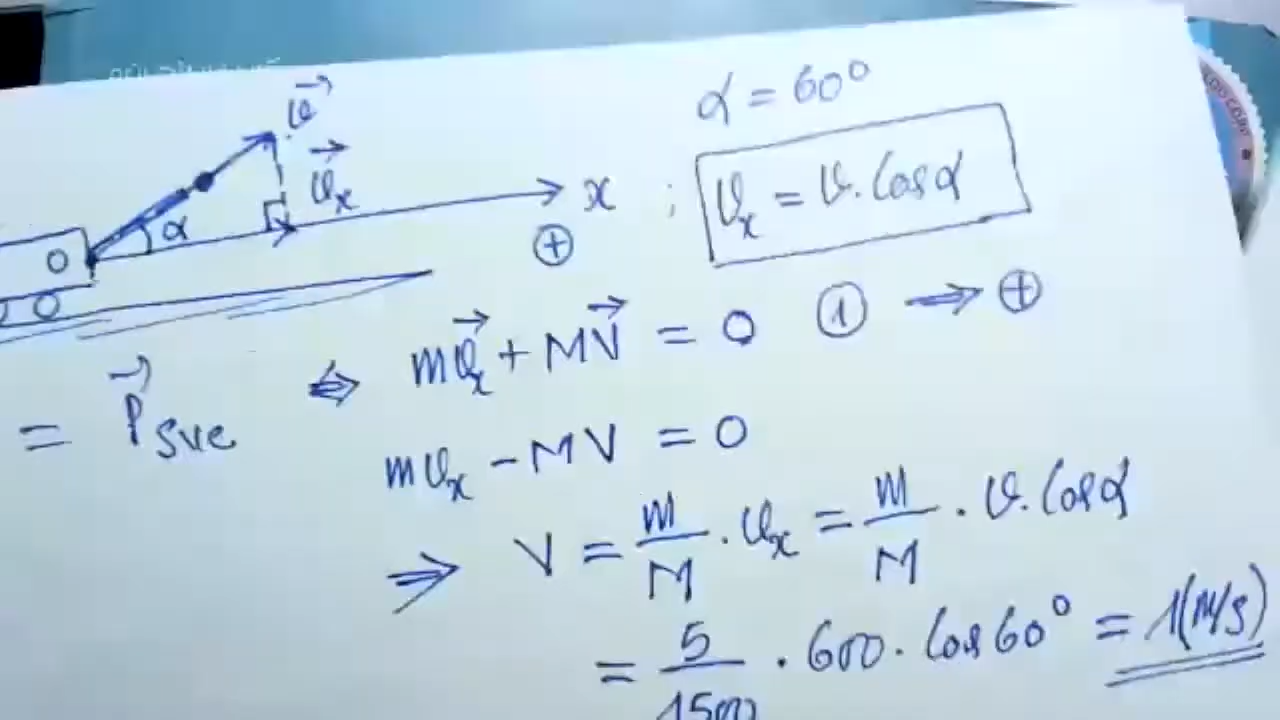 α = 60°
v⃗
v⃗ₓ
α
x ; vₓ = v. Cosα
⊕
mv⃗ₓ + MV⃗ = 0 ① → ⊕
= P⃗ sve ⇔
mvₓ - MV = 0
⇒ V = m/M . vₓ = m/M . v. Cosα
= 5/1500 . 600. Cos60° = 1(m/s)